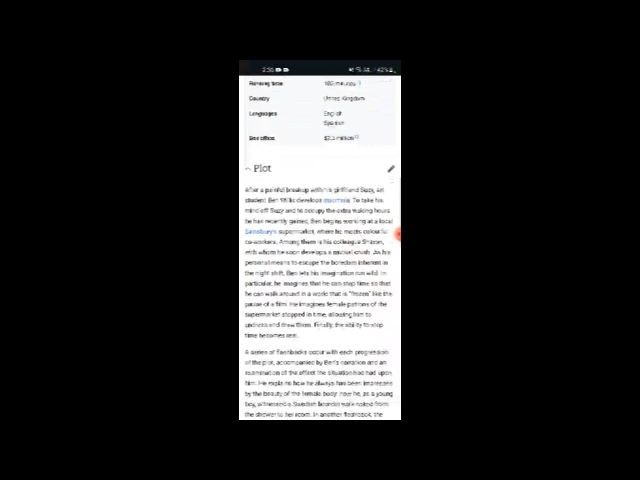 Running time
Country United Kingdom
Languages English
Spanish
Box office
Plot
After a painful breakup with his girlfriend Suzy, art
student Ben Willis develops insomnia. To take his
mind off Suzy and to occupy the extra waking hours
he has recently gained, Ben begins working at a local
Sainsbury's supermarket, where he meets colourful
co-workers. Among them is his colleague Sharon,
with whom he soon develops a mutual crush. As his
personal means to escape the boredom inherent in
the night shift, Ben lets his imagination run wild. In
particular, he imagines that he can stop time so that
he can walk around in a world that is "frozen" like the
pause of a film. He imagines female patrons of the
supermarket stopped in time, allowing him to
undress and draw them. Finally, the ability to stop
time becomes real.
A series of flashbacks occur with each progression
of the plot, accompanied by Ben's narration and an
examination of the effect the situation had had upon
him. He explains how he always has been impressed
by the beauty of the female body: how he, as a young
boy, witnessed a Swedish boarder walk naked from
the shower to her room. In another flashback, the